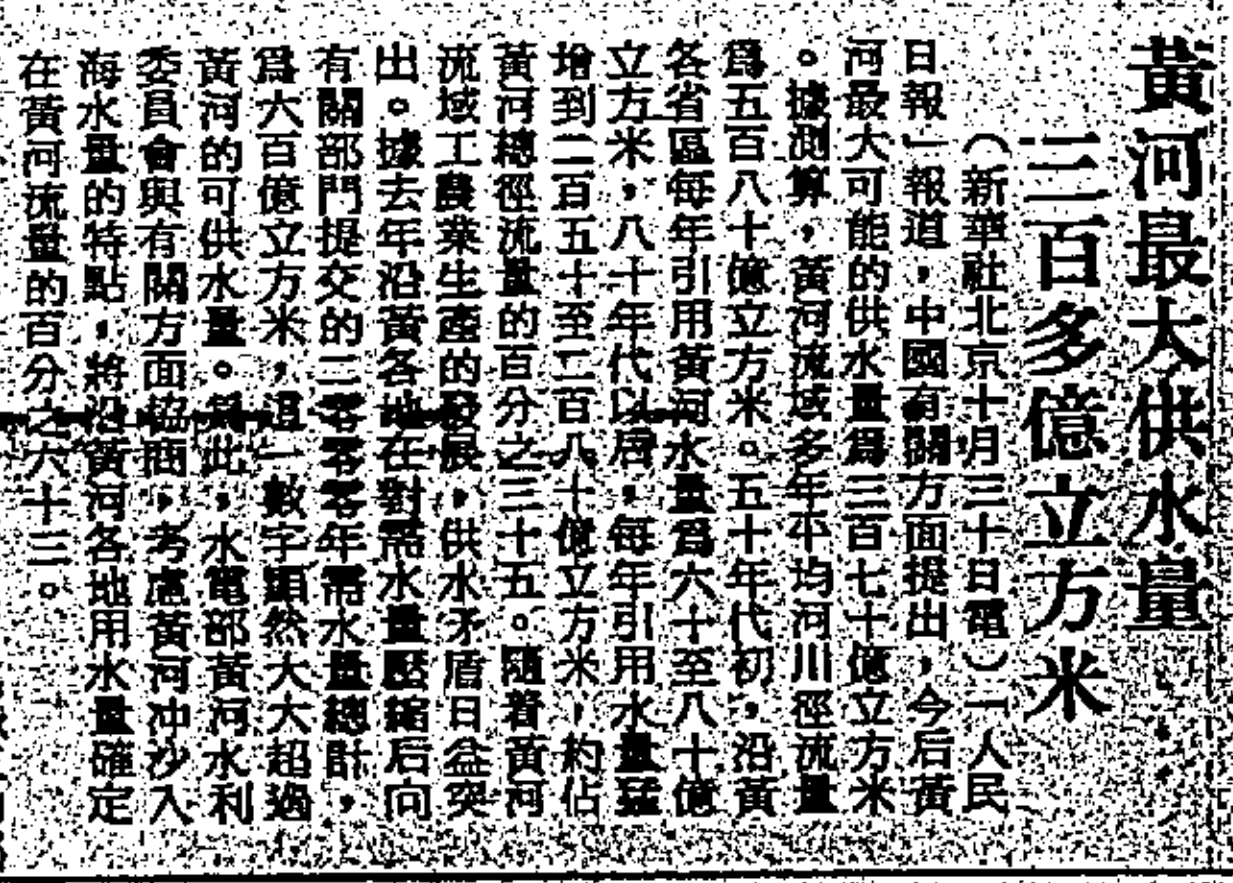 黃河最大供水量
三百多億立方米
（新華社北京十月三十日電）「人民
日報」報道，中國有關方面提出，今后黃
河最大可能的供水量爲三百七十億立方米
。據測算，黃河流域多年平均河川徑流量
爲五百八十億立方米。五十年代初，沿黃
各省區每年引用黃河水量爲六十至八十億
立方米，八十年代以后，每年引用水量猛
增到二百五十至二百八十億立方米，約佔
黃河總徑流量的百分之三十五。隨着黃河
流域工農業生產的發展，供水矛盾日益突
出。據去年沿黃各地在對需水量壓縮后向
有關部門提交的二零零零年需水量總計，
爲六百億立方米，這一數字顯然大大超過
黃河的可供水量。爲此，水電部黃河水利
委員會與有關方面協商，考慮黃河冲沙入
海水量的特點，將沿黃河各地用水量確定
在黃河流量的百分之六十三。